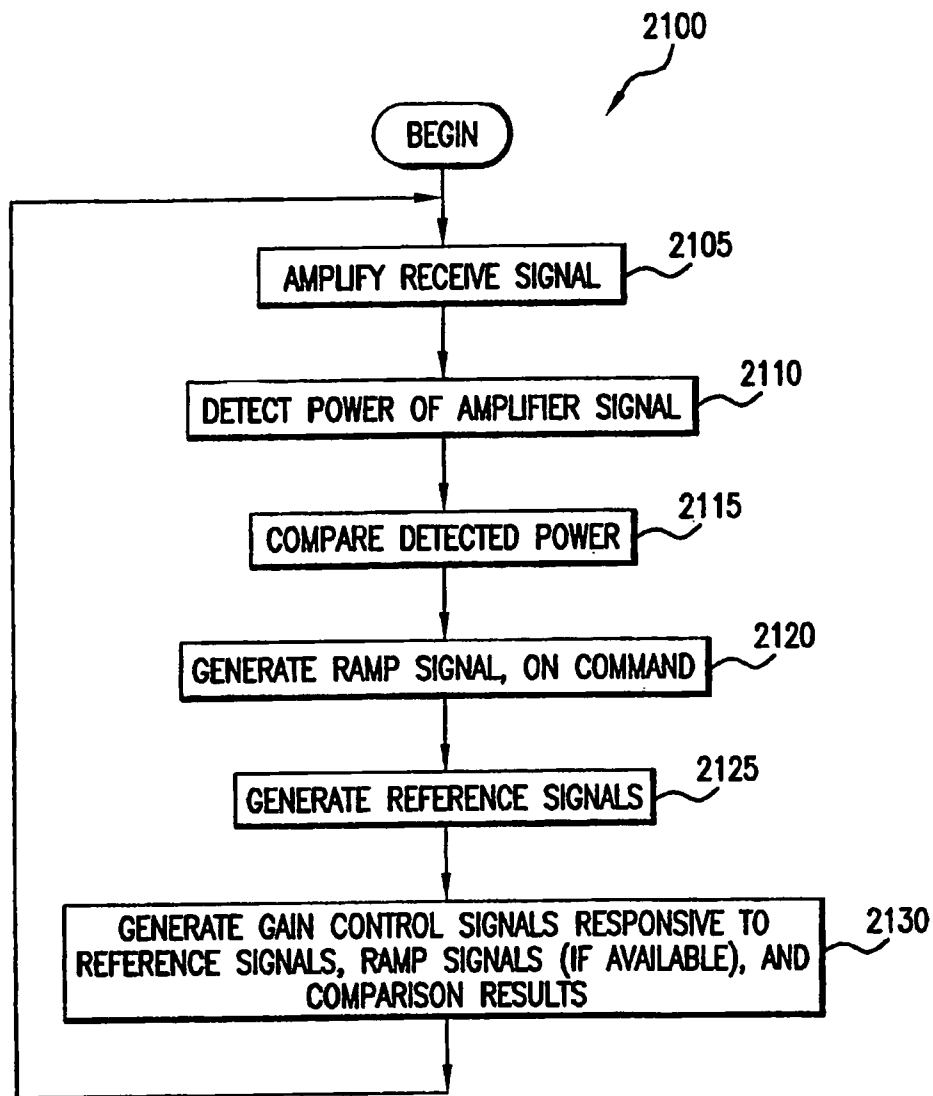 2100
BEGIN
AMPLIFY RECEIVE SIGNAL
2105
DETECT POWER OF AMPLIFIER SIGNAL
2110
COMPARE DETECTED POWER
2115
GENERATE RAMP SIGNAL, ON COMMAND
2120
GENERATE REFERENCE SIGNALS
2125
GENERATE GAIN CONTROL SIGNALS RESPONSIVE TO
REFERENCE SIGNALS, RAMP SIGNALS (IF AVAILABLE), AND
COMPARISON RESULTS
2130